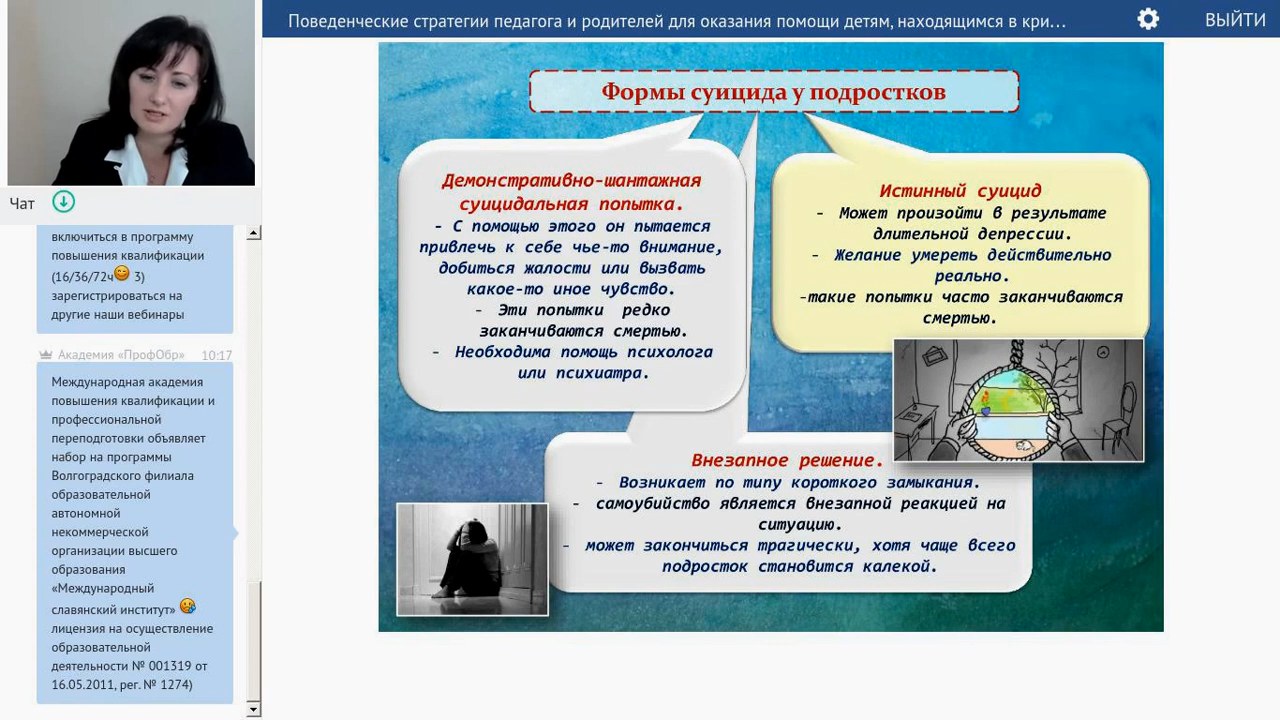 Поведенческие стратегии педагога и родителей для оказания помощи детям, находящимся в кри...
ВЫЙТИ
Чат
включиться в программу
повышения квалификации
(16/36/72ч😊 3)
зарегистрироваться на
другие наши вебинары
Академия «ПрофОбр» 10:17
Международная академия
повышения квалификации и
профессиональной
переподготовки объявляет
набор на программы
Волгоградского филиала
образовательной
автономной
некоммерческой
организации высшего
образования
«Международный
славянский институт» 😢
лицензия на осуществление
образовательной
деятельности № 001319 от
16.05.2011, рег. № 1274)
Формы суицида у подростков
Демонстративно-шантажная
суицидальная попытка.
- С помощью этого он пытается
привлечь к себе чье-то внимание,
добиться жалости или вызвать
какое-то иное чувство.
- Эти попытки редко
заканчиваются смертью.
- Необходима помощь психолога
или психиатра.
Истинный суицид
- Может произойти в результате
длительной депрессии.
- Желание умереть действительно
реально.
-такие попытки часто заканчиваются
смертью.
Внезапное решение.
- Возникает по типу короткого замыкания.
- самоубийство является внезапной реакцией на
ситуацию.
- может закончиться трагически, хотя чаще всего
подросток становится калекой.